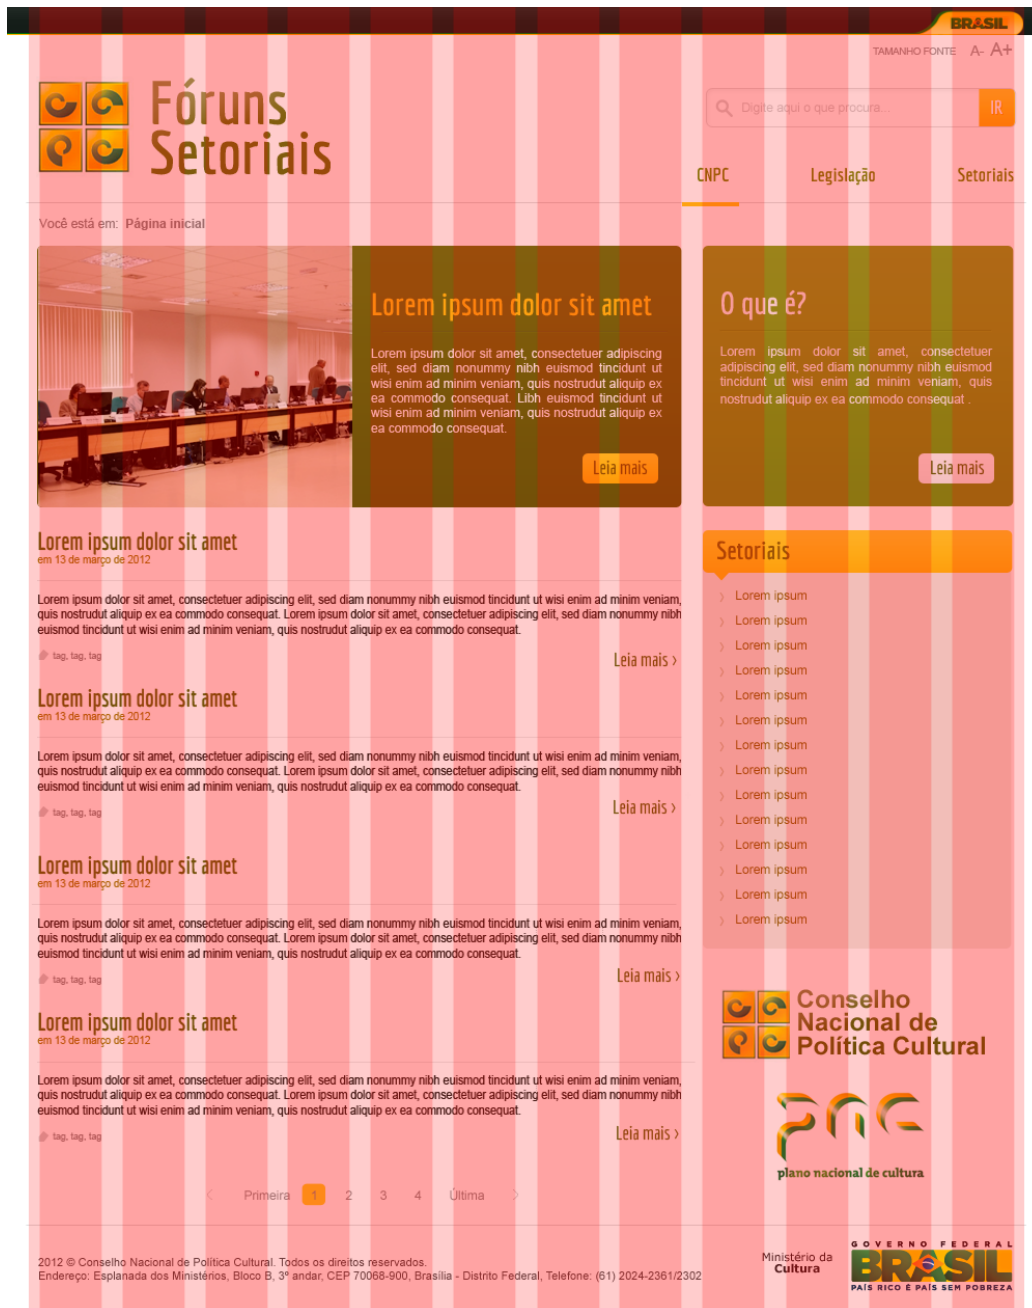 BRASIL
TAMANHO FONTE A- A+
Fóruns
Setoriais
Digite aqui o que procura... IR
CNPC Legislação Setoriais
Você está em: Página inicial
Lorem ipsum dolor sit amet
Lorem ipsum dolor sit amet, consectetuer adipiscing
elit, sed diam nonummy nibh euismod tincidunt ut
wisi enim ad minim veniam, quis nostrudut aliquip ex
ea commodo consequat. Libh euismod tincidunt ut
wisi enim ad minim veniam, quis nostrudut aliquip ex
ea commodo consequat.
Leia mais
O que é?
Lorem ipsum dolor sit amet, consectetuer
adipiscing elit, sed diam nonummy nibh euismod
tincidunt ut wisi enim ad minim veniam, quis
nostrudut aliquip ex ea commodo consequat .
Leia mais
Lorem ipsum dolor sit amet
em 13 de março de 2012
Lorem ipsum dolor sit amet, consectetuer adipiscing elit, sed diam nonummy nibh euismod tincidunt ut wisi enim ad minim veniam,
quis nostrudut aliquip ex ea commodo consequat. Lorem ipsum dolor sit amet, consectetuer adipiscing elit, sed diam nonummy nibh
euismod tincidunt ut wisi enim ad minim veniam, quis nostrudut aliquip ex ea commodo consequat.
tag, tag, tag
Leia mais ›
Lorem ipsum dolor sit amet
em 13 de março de 2012
Lorem ipsum dolor sit amet, consectetuer adipiscing elit, sed diam nonummy nibh euismod tincidunt ut wisi enim ad minim veniam,
quis nostrudut aliquip ex ea commodo consequat. Lorem ipsum dolor sit amet, consectetuer adipiscing elit, sed diam nonummy nibh
euismod tincidunt ut wisi enim ad minim veniam, quis nostrudut aliquip ex ea commodo consequat.
tag, tag, tag
Leia mais ›
Lorem ipsum dolor sit amet
em 13 de março de 2012
Lorem ipsum dolor sit amet, consectetuer adipiscing elit, sed diam nonummy nibh euismod tincidunt ut wisi enim ad minim veniam,
quis nostrudut aliquip ex ea commodo consequat. Lorem ipsum dolor sit amet, consectetuer adipiscing elit, sed diam nonummy nibh
euismod tincidunt ut wisi enim ad minim veniam, quis nostrudut aliquip ex ea commodo consequat.
tag, tag, tag
Leia mais ›
Lorem ipsum dolor sit amet
em 13 de março de 2012
Lorem ipsum dolor sit amet, consectetuer adipiscing elit, sed diam nonummy nibh euismod tincidunt ut wisi enim ad minim veniam,
quis nostrudut aliquip ex ea commodo consequat. Lorem ipsum dolor sit amet, consectetuer adipiscing elit, sed diam nonummy nibh
euismod tincidunt ut wisi enim ad minim veniam, quis nostrudut aliquip ex ea commodo consequat.
tag, tag, tag
Leia mais ›
Primeira 1 2 3 4 Última
Setoriais
Lorem ipsum
Lorem ipsum
Lorem ipsum
Lorem ipsum
Lorem ipsum
Lorem ipsum
Lorem ipsum
Lorem ipsum
Lorem ipsum
Lorem ipsum
Lorem ipsum
Lorem ipsum
Lorem ipsum
Lorem ipsum
Conselho
Nacional de
Política Cultural
pnc
plano nacional de cultura
2012 © Conselho Nacional de Política Cultural. Todos os direitos reservados.
Endereço: Esplanada dos Ministérios, Bloco B, 3º andar, CEP 70068-900, Brasília - Distrito Federal, Telefone: (61) 2024-2361/2302
Ministério da
Cultura
GOVERNO FEDERAL
BRASIL
PAÍS RICO É PAÍS SEM POBREZA